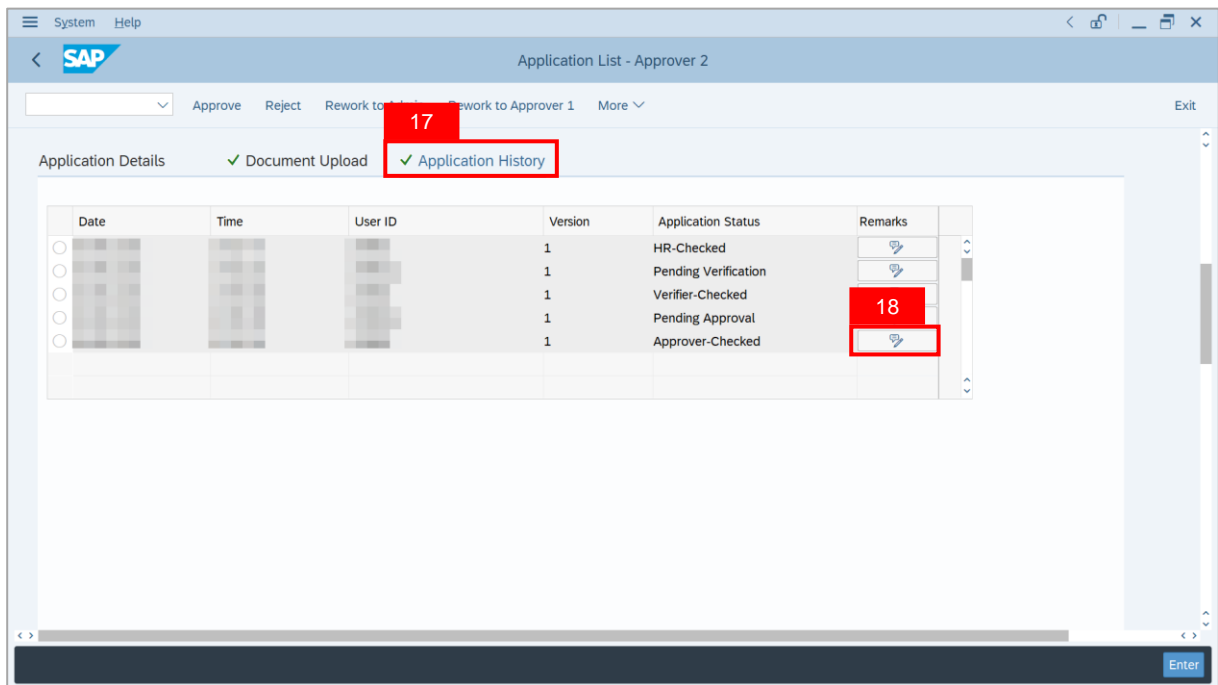 System Help
SAP Application List - Approver 2
Approve Reject Rework to Rework to Approver 1 More Exit
17
Application Details Document Upload Application History
Date Time User ID Version Application Status Remarks
1 HR-Checked
1 Pending Verification
1 Verifier-Checked
18
1 Pending Approval
1 Approver-Checked
Enter